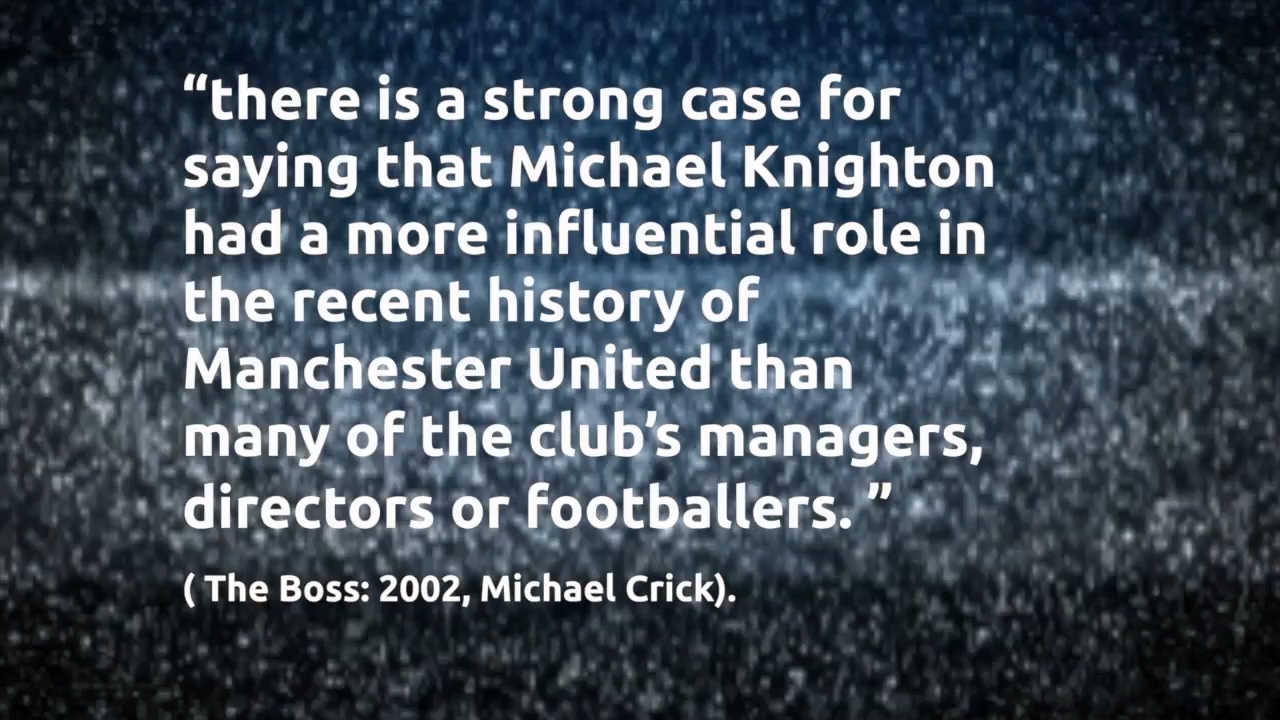 “there is a strong case for
saying that Michael Knighton
had a more influential role in
the recent history of
Manchester United than
many of the club’s managers,
directors or footballers. ”
( The Boss: 2002, Michael Crick).